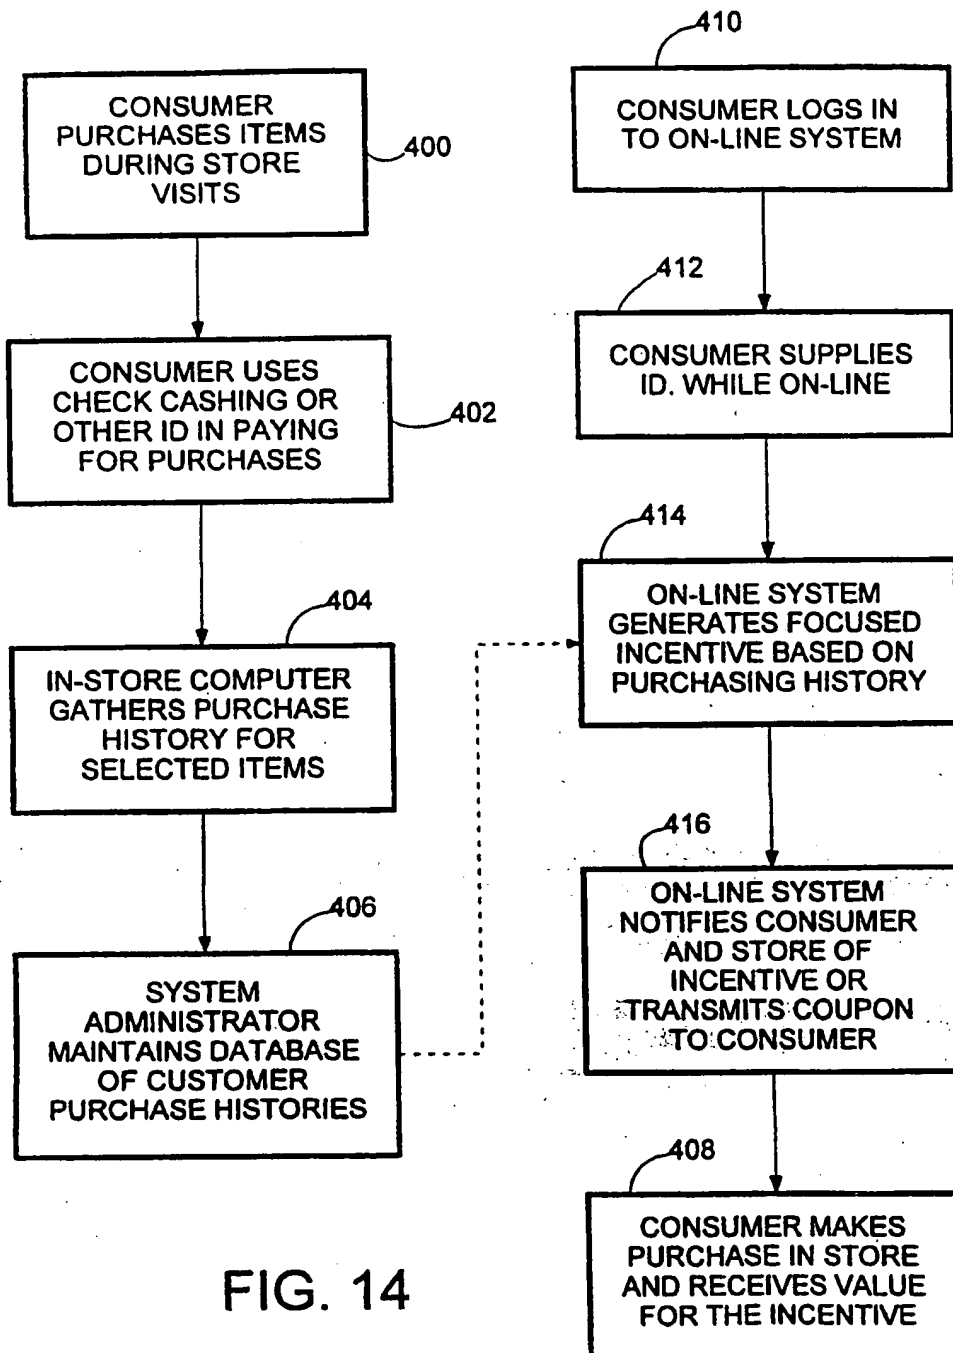 CONSUMER
PURCHASES ITEMS
DURING STORE
VISITS
400
CONSUMER USES
CHECK CASHING OR
OTHER ID IN PAYING
FOR PURCHASES
402
404
IN-STORE COMPUTER
GATHERS PURCHASE
HISTORY FOR
SELECTED ITEMS
406
SYSTEM
ADMINISTRATOR
MAINTAINS DATABASE
OF CUSTOMER
PURCHASE HISTORIES
410
CONSUMER LOGS IN
TO ON-LINE SYSTEM
412
CONSUMER SUPPLIES
ID. WHILE ON-LINE
414
ON-LINE SYSTEM
GENERATES FOCUSED
INCENTIVE BASED ON
PURCHASING HISTORY
416
ON-LINE SYSTEM
NOTIFIES CONSUMER
AND STORE OF
INCENTIVE OR
TRANSMITS COUPON
TO CONSUMER
408
CONSUMER MAKES
PURCHASE IN STORE
AND RECEIVES VALUE
FOR THE INCENTIVE
FIG. 14